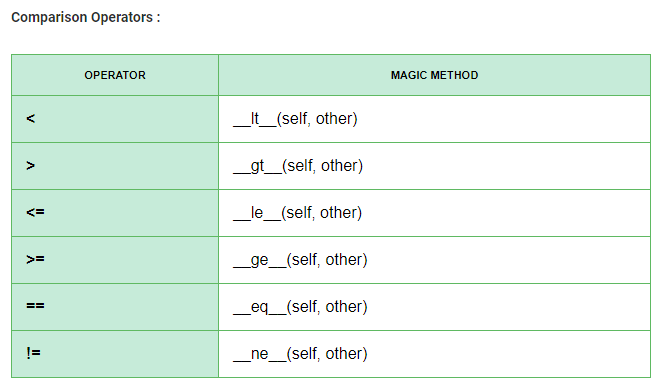 Comparison Operators :
OPERATOR MAGIC METHOD
< __lt__(self, other)
> __gt__(self, other)
<= __le__(self, other)
>= __ge__(self, other)
== __eq__(self, other)
!= __ne__(self, other)